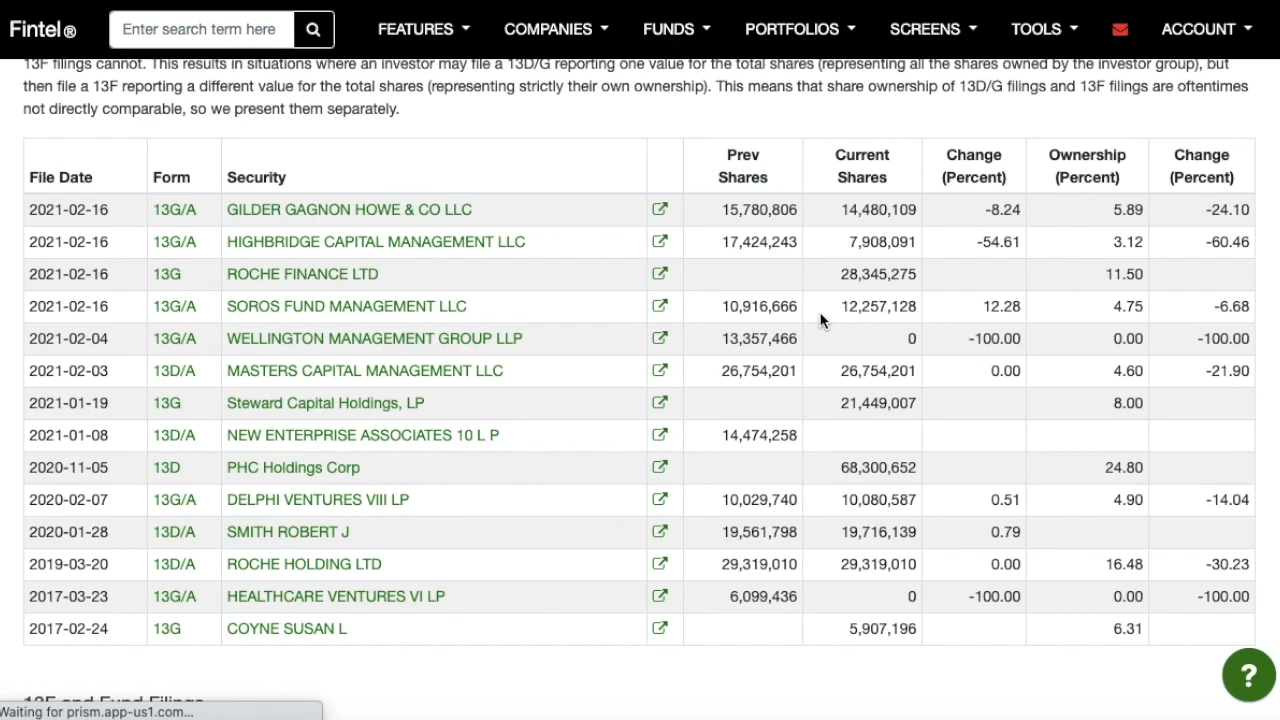 Fintel® Enter search term here FEATURES COMPANIES FUNDS PORTFOLIOS SCREENS TOOLS ACCOUNT
13F filings cannot. This results in situations where an investor may file a 13D/G reporting one value for the total shares (representing all the shares owned by the investor group), but
then file a 13F reporting a different value for the total shares (representing strictly their own ownership). This means that share ownership of 13D/G filings and 13F filings are oftentimes
not directly comparable, so we present them separately.
File Date Form Security Prev Shares Current Shares Change (Percent) Ownership (Percent) Change (Percent)
2021-02-16 13G/A GILDER GAGNON HOWE & CO LLC 15,780,806 14,480,109 -8.24 5.89 -24.10
2021-02-16 13G/A HIGHBRIDGE CAPITAL MANAGEMENT LLC 17,424,243 7,908,091 -54.61 3.12 -60.46
2021-02-16 13G ROCHE FINANCE LTD 28,345,275 11.50
2021-02-16 13G/A SOROS FUND MANAGEMENT LLC 10,916,666 12,257,128 12.28 4.75 -6.68
2021-02-04 13G/A WELLINGTON MANAGEMENT GROUP LLP 13,357,466 0 -100.00 0.00 -100.00
2021-02-03 13D/A MASTERS CAPITAL MANAGEMENT LLC 26,754,201 26,754,201 0.00 4.60 -21.90
2021-01-19 13G Steward Capital Holdings, LP 21,449,007 8.00
2021-01-08 13D/A NEW ENTERPRISE ASSOCIATES 10 L P 14,474,258
2020-11-05 13D PHC Holdings Corp 68,300,652 24.80
2020-02-07 13G/A DELPHI VENTURES VIII LP 10,029,740 10,080,587 0.51 4.90 -14.04
2020-01-28 13D/A SMITH ROBERT J 19,561,798 19,716,139 0.79
2019-03-20 13D/A ROCHE HOLDING LTD 29,319,010 29,319,010 0.00 16.48 -30.23
2017-03-23 13G/A HEALTHCARE VENTURES VI LP 6,099,436 0 -100.00 0.00 -100.00
2017-02-24 13G COYNE SUSAN L 5,907,196 6.31
?
13F and Fund Filings
Waiting for prism.app-us1.com...